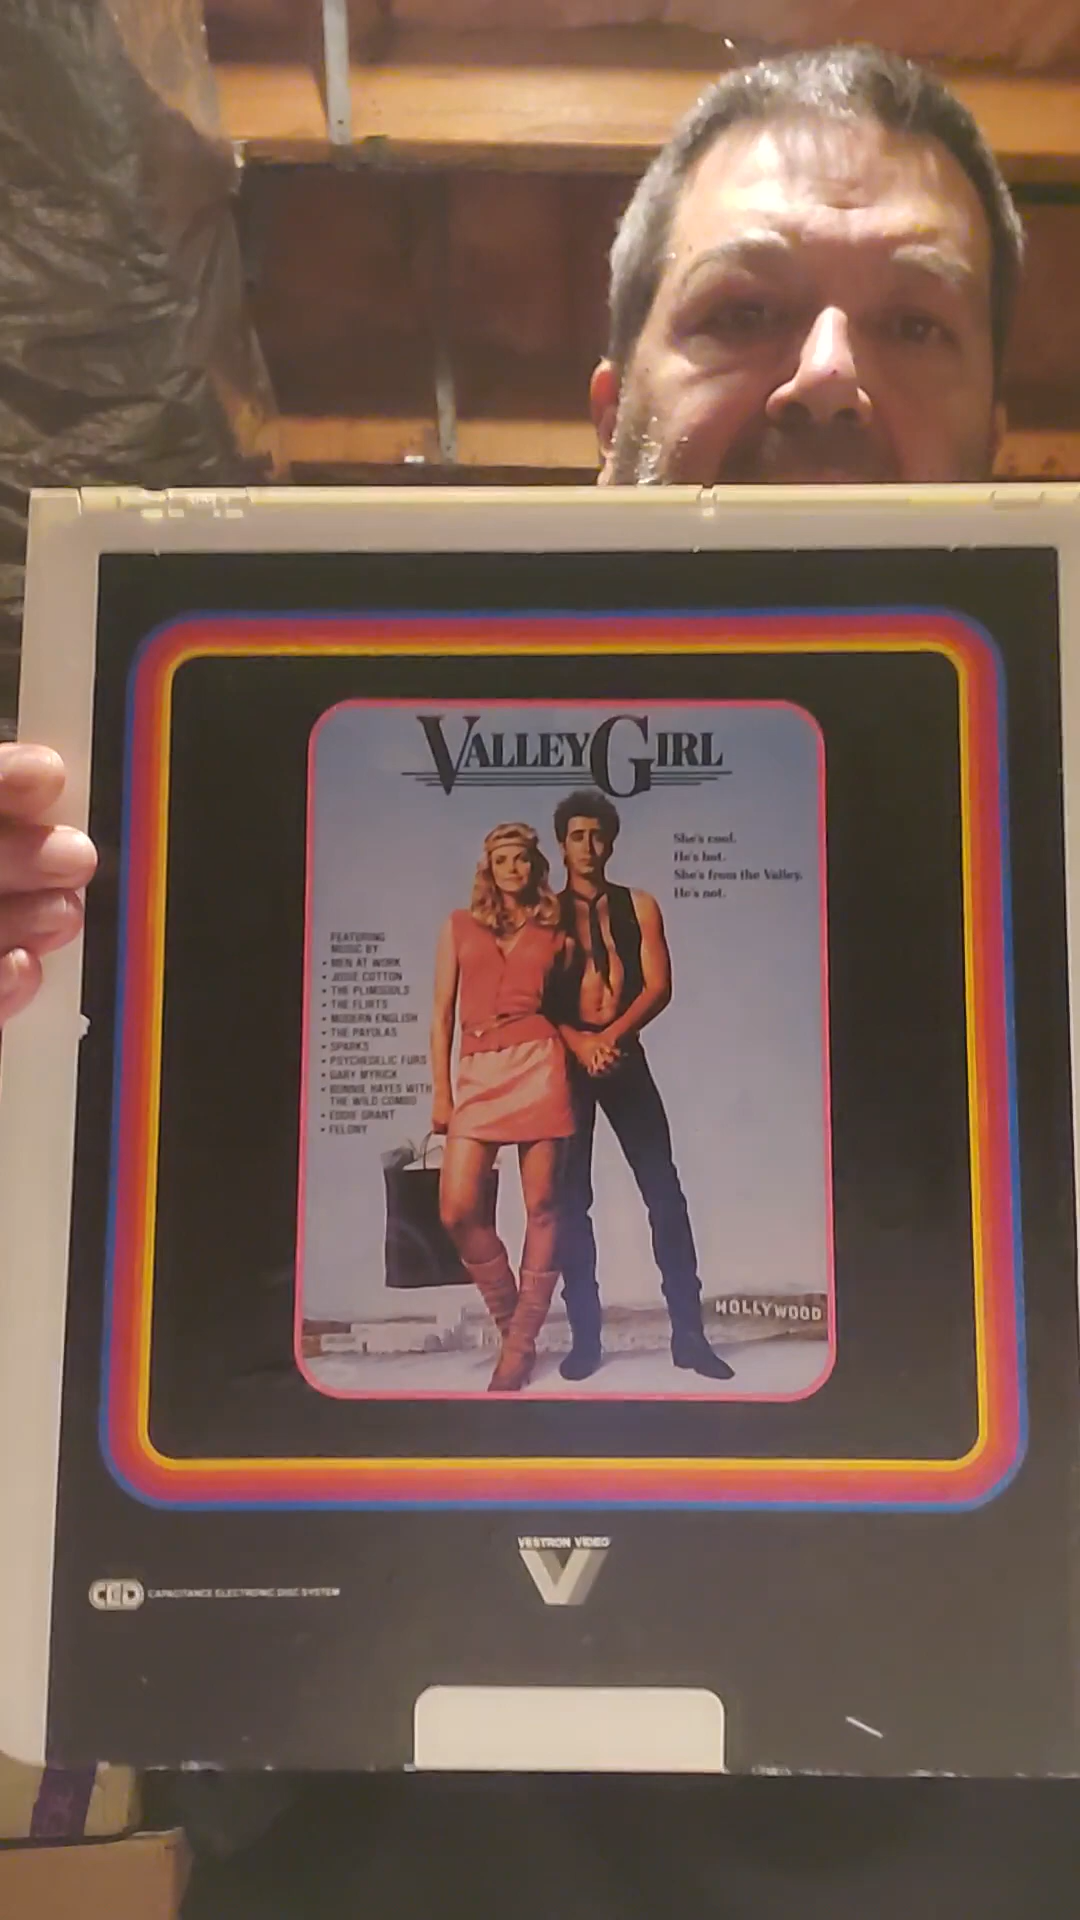 VALLEY GIRL
She's cool.
He's hot.
She's from the Valley.
He's not.
FEATURING
MUSIC BY:
• MEN AT WORK
• JOSIE COTTON
• THE PLIMSOULS
• THE FLIRTS
• MODERN ENGLISH
• THE PAYOLAS
• SPARKS
• PSYCHEDELIC FURS
• GARY MYRICK
• BONNIE HAYES WITH
THE WILD COMBO
• EDDIE GRANT
• FELONY
HOLLYWOOD
VESTRON VIDEO
V
CED CAPACITANCE ELECTRONIC DISC SYSTEM